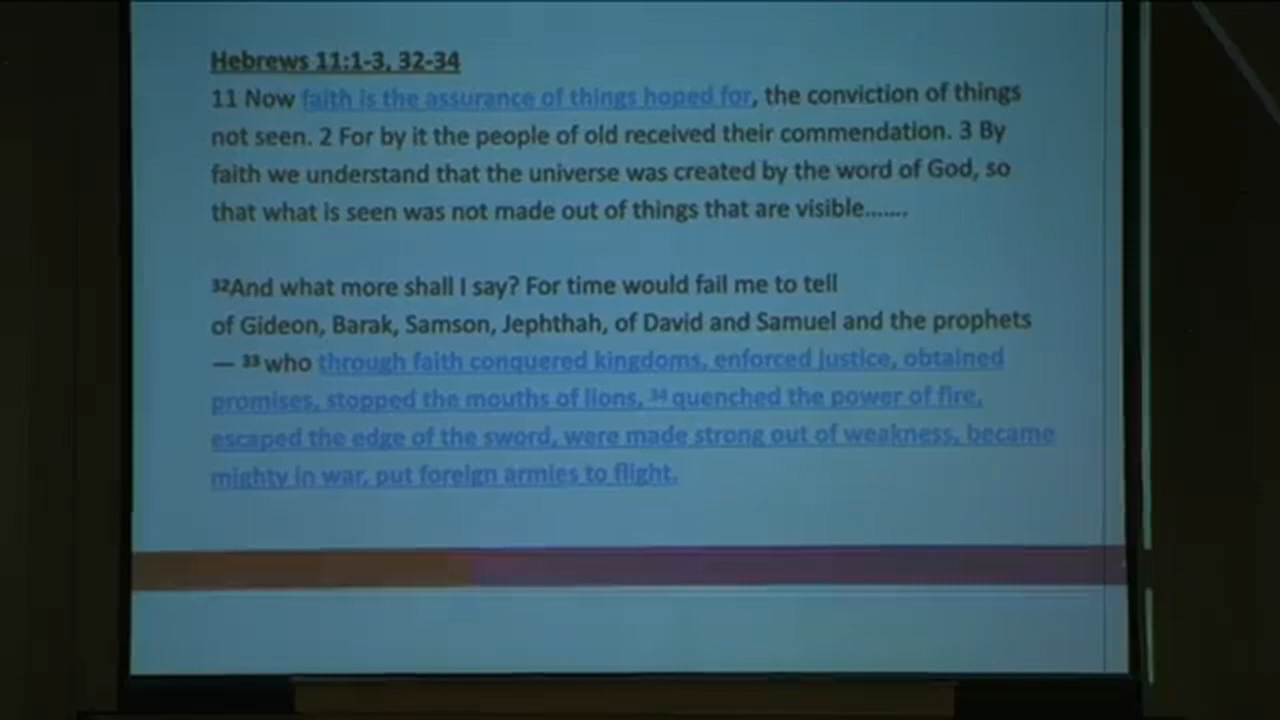 Hebrews 11:1-3, 32-34
11 Now faith is the assurance of things hoped for, the conviction of things
not seen. 2 For by it the people of old received their commendation. 3 By
faith we understand that the universe was created by the word of God, so
that what is seen was not made out of things that are visible.......
32And what more shall I say? For time would fail me to tell
of Gideon, Barak, Samson, Jephthah, of David and Samuel and the prophets
— 33 who through faith conquered kingdoms, enforced justice, obtained
promises, stopped the mouths of lions, 34 quenched the power of fire,
escaped the edge of the sword, were made strong out of weakness, became
mighty in war, put foreign armies to flight.